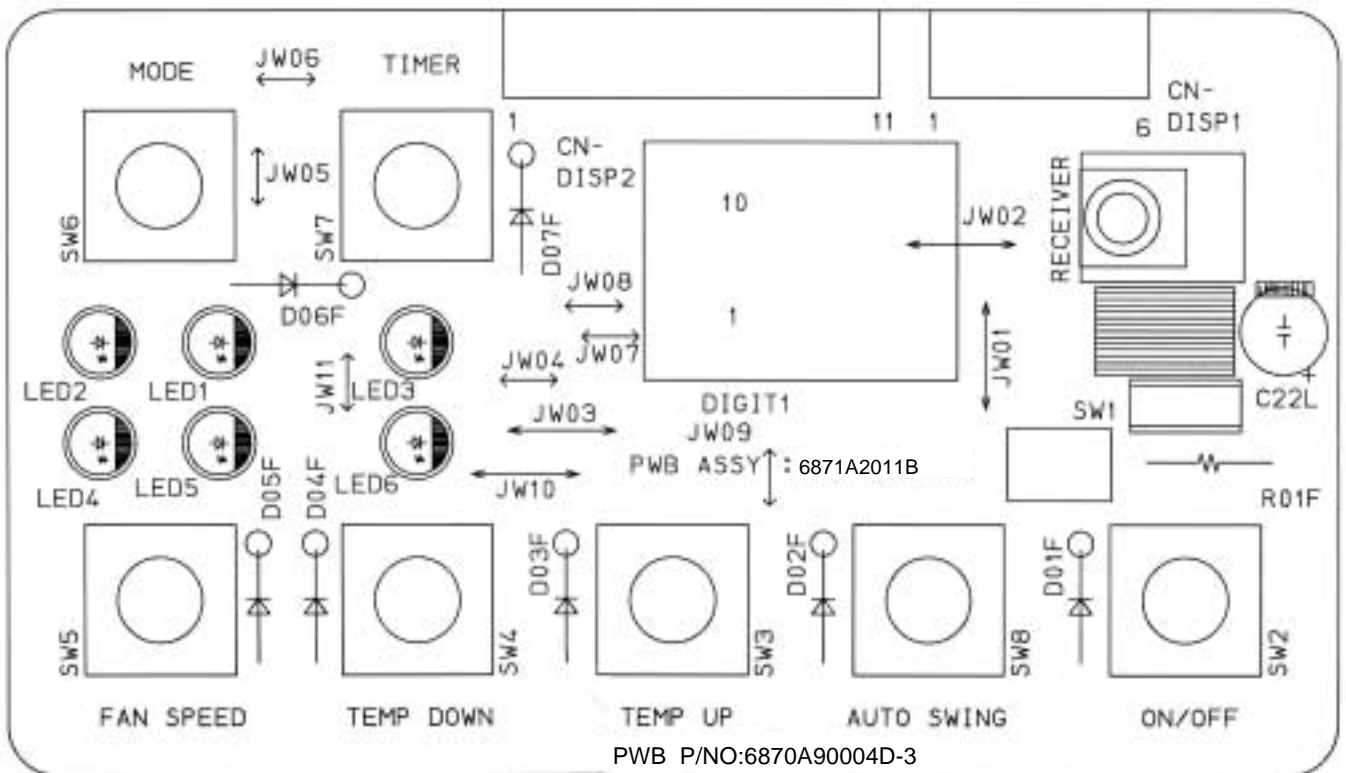 MODE
JW06
TIMER
1
11
1
6
CN-
DISP1
CN-
DISP2
JW05
SW6
SW7
D07F
10
1
JW02
RECEIVER
D06F
JW08
JW07
JW01
LED2
LED1
JW11
LED3
JW04
JW03
DIGIT1
JW09
SW1
C22L
+
PWB ASSY : 6871A2011B
LED4
LED5
D05F
D04F
LED6
JW10
R01F
D03F
D02F
D01F
SW5
SW4
SW3
SW8
SW2
FAN SPEED
TEMP DOWN
TEMP UP
AUTO SWING
ON/OFF
PWB P/NO:6870A90004D-3